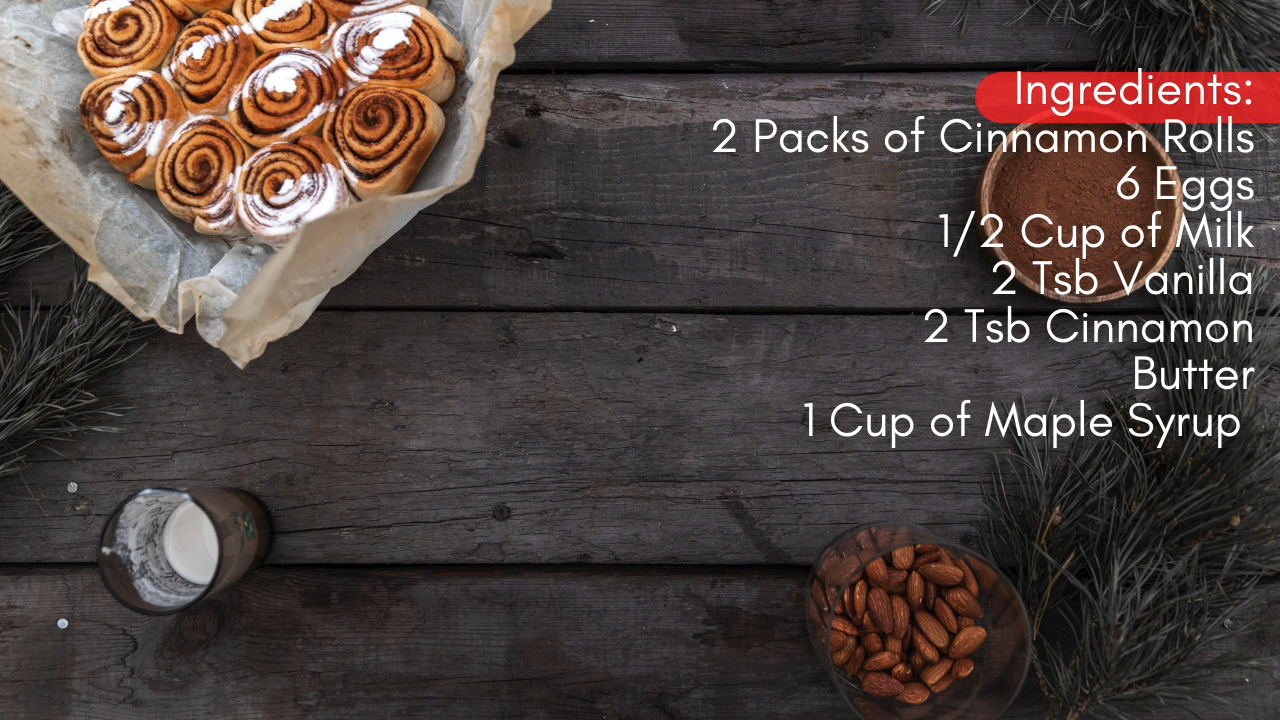 Ingredients:
2 Packs of Cinnamon Rolls
6 Eggs
1/2 Cup of Milk
2 Tsb Vanilla
2 Tsb Cinnamon
Butter
1 Cup of Maple Syrup